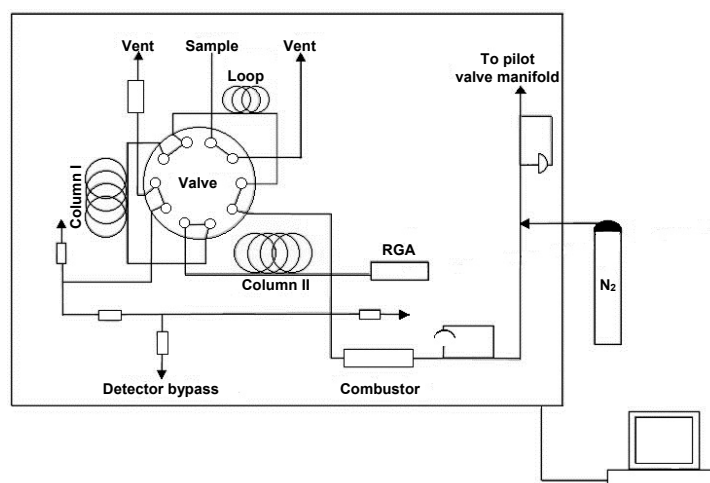 Vent
Sample
Vent
To pilot
valve manifold
Loop
Valve
Column I
RGA
Column II
N₂
Detector bypass
Combustor